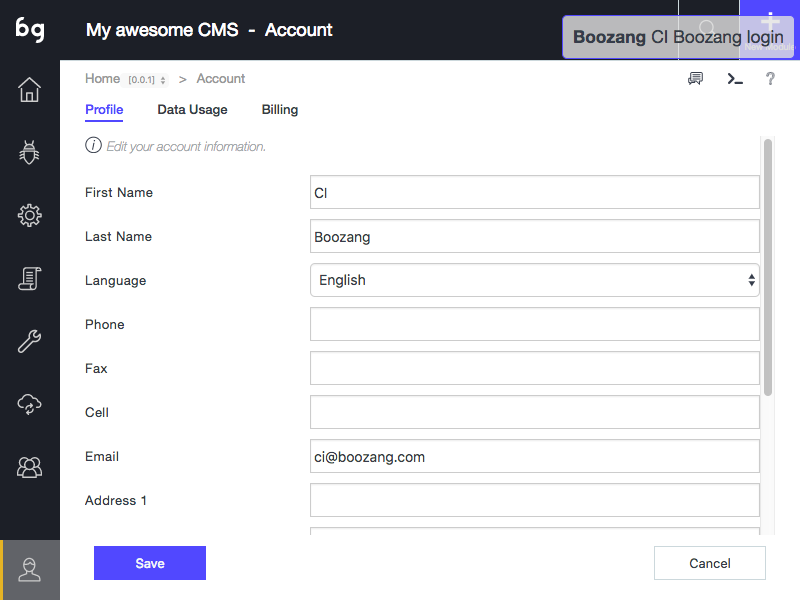 bg
My awesome CMS - Account
Boozang CI Boozang login
New Module
Home [0.0.1] > Account
?
Profile Data Usage Billing
Edit your account information.
First Name CI
Last Name Boozang
Language English
Phone
Fax
Cell
Email ci@boozang.com
Address 1
Save Cancel